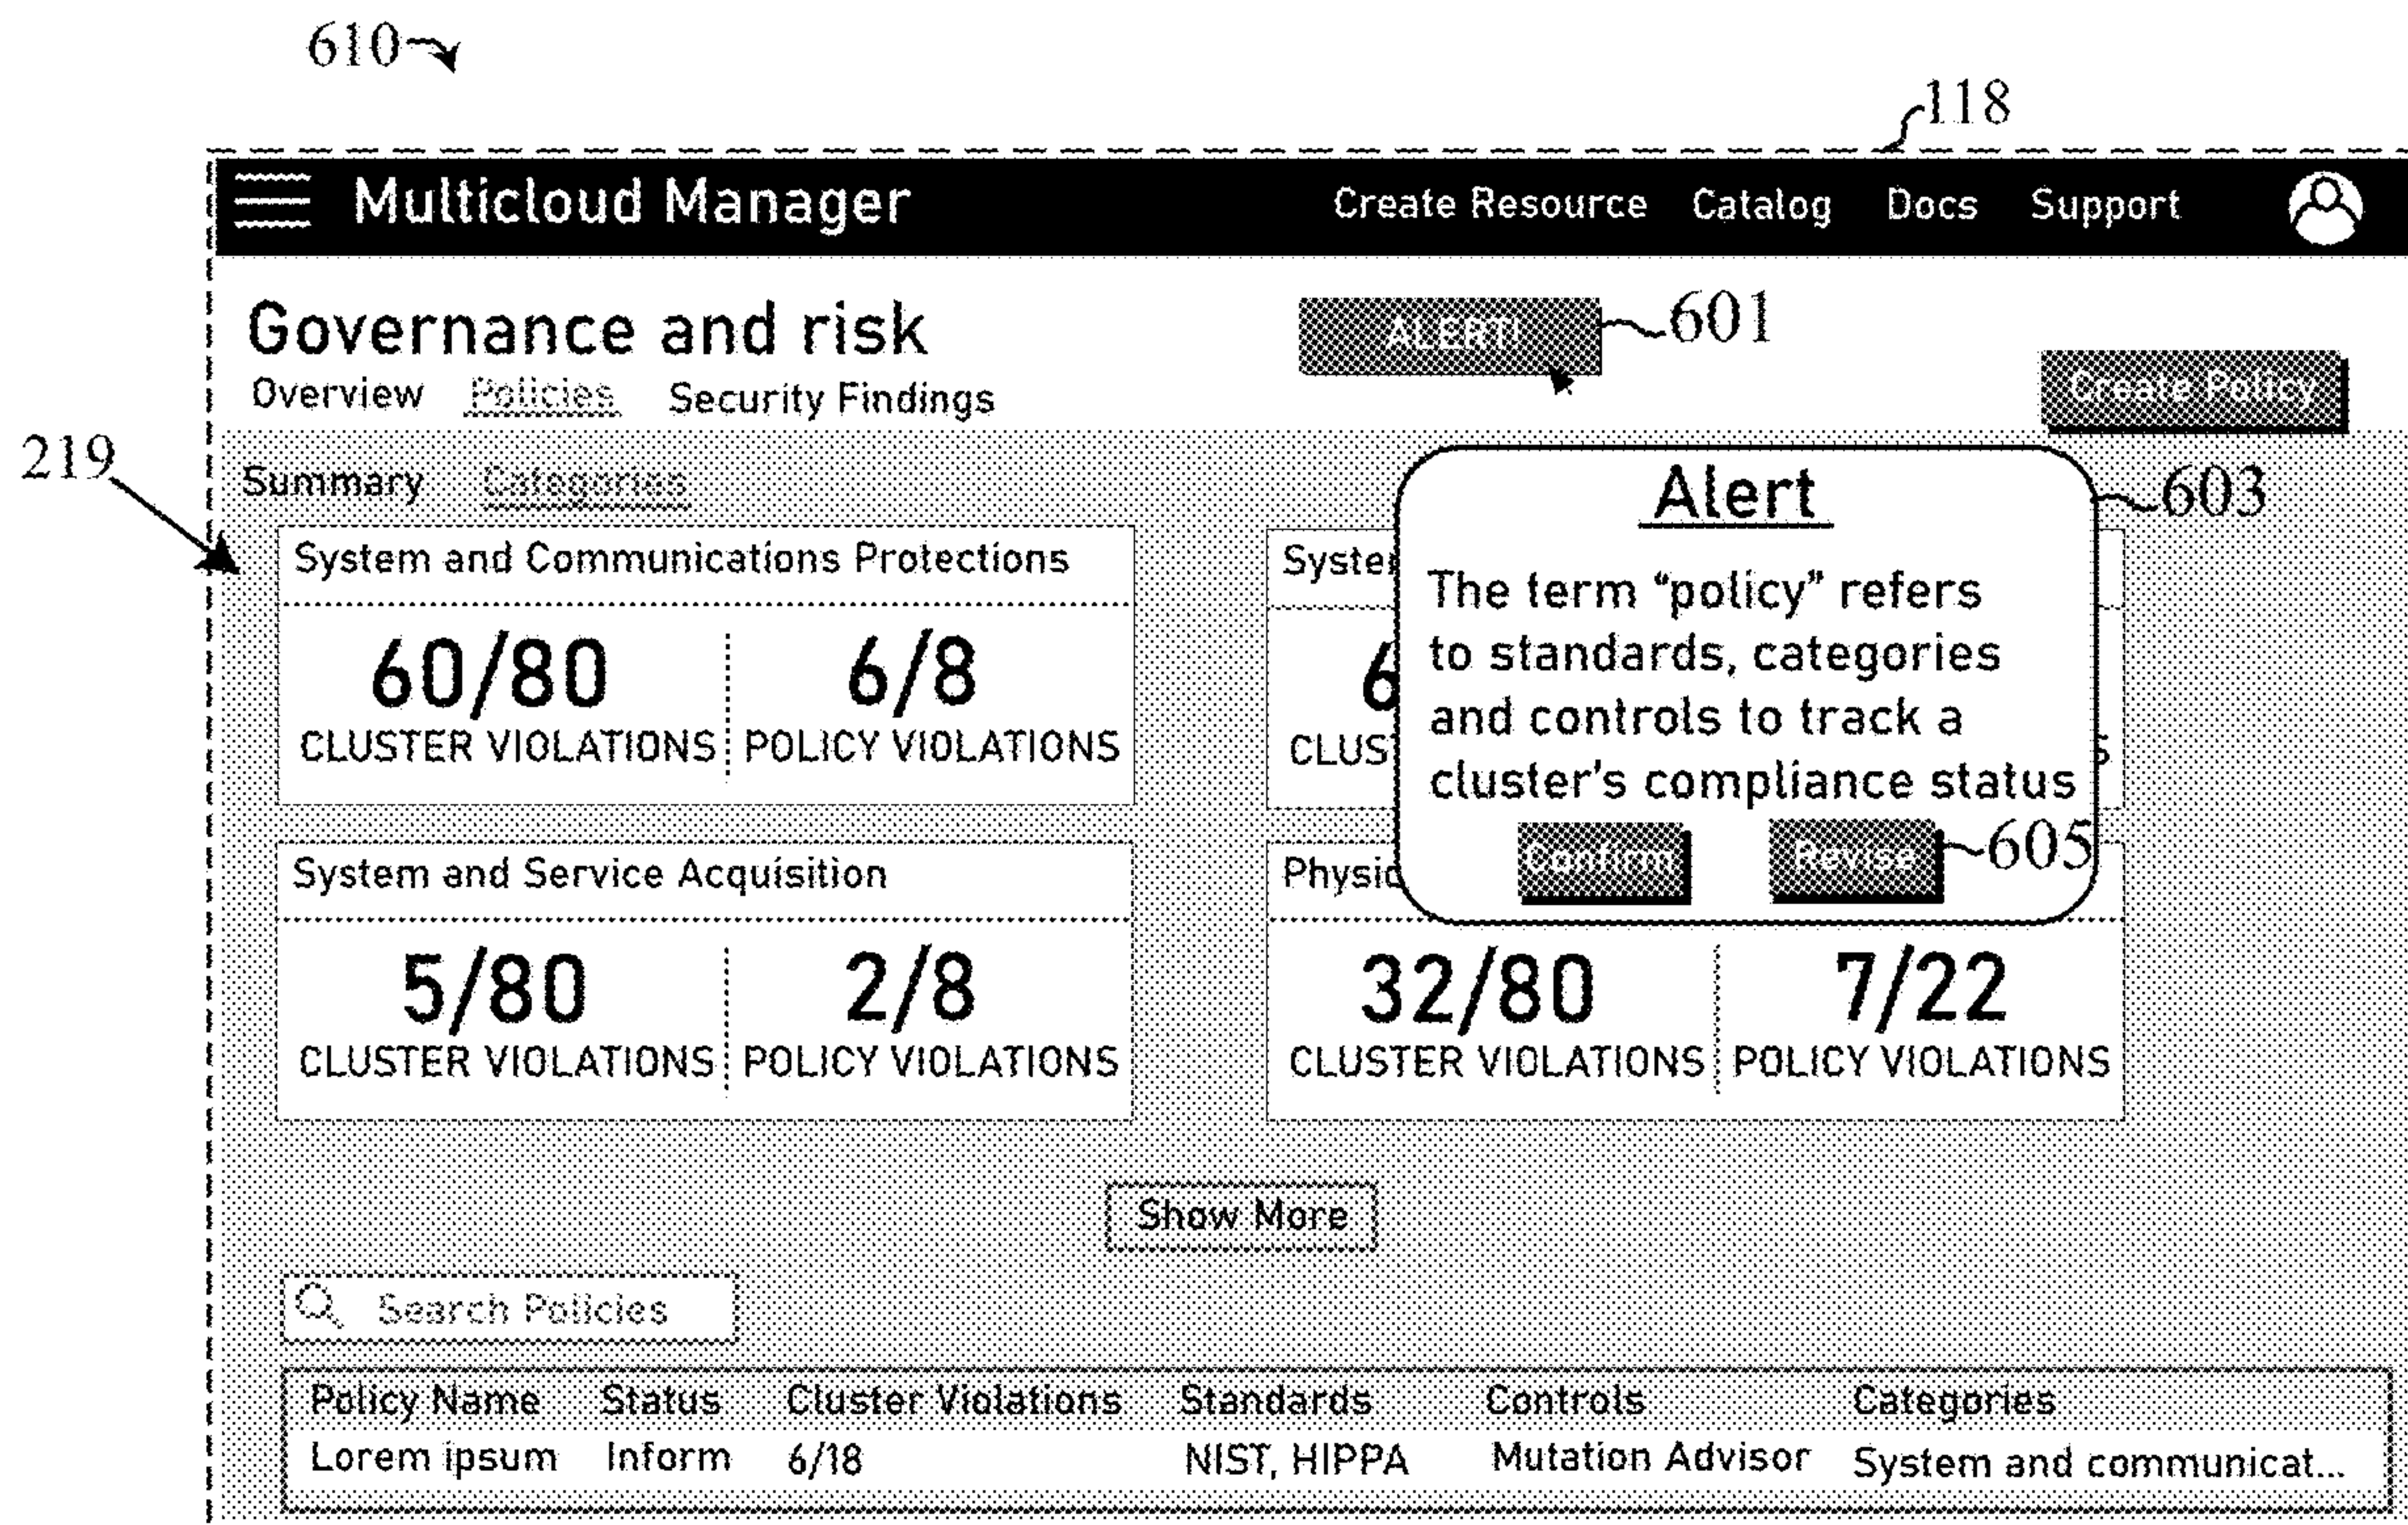 610
118
Multicloud Manager Create Resource Catalog Docs Support
Governance and risk
ALERT! 601
Overview Policies Security Findings
Create Policy
219
Summary Categories
Alert 603
System and Communications Protections
The term “policy” refers
to standards, categories
and controls to track a
cluster's compliance status
Confirm Revise 605
60/80 6/8
CLUSTER VIOLATIONS POLICY VIOLATIONS
System and Service Acquisition
5/80 2/8 32/80 7/22
CLUSTER VIOLATIONS POLICY VIOLATIONS CLUSTER VIOLATIONS POLICY VIOLATIONS
Show More
Search Policies
Policy Name Status Cluster Violations Standards Controls Categories
Lorem ipsum Inform 6/18 NIST, HIPPA Mutation Advisor System and communicat...